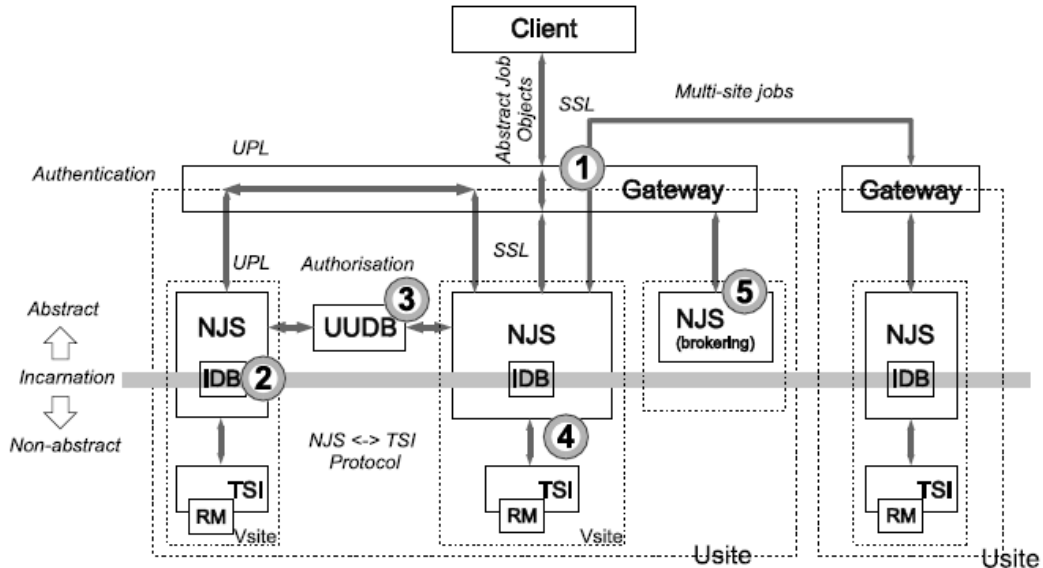 Client
Abstract Job
Objects
SSL
Multi-site jobs
UPL
1
Authentication
Gateway
Gateway
UPL
Authorisation
SSL
3
5
Abstract
NJS
UUDB
NJS
NJS
(brokering)
NJS
Incarnation
IDB
2
IDB
IDB
Non-abstract
NJS <-> TSI
Protocol
4
TSI
RM
Vsite
TSI
RM
Vsite
TSI
RM
Usite
Usite